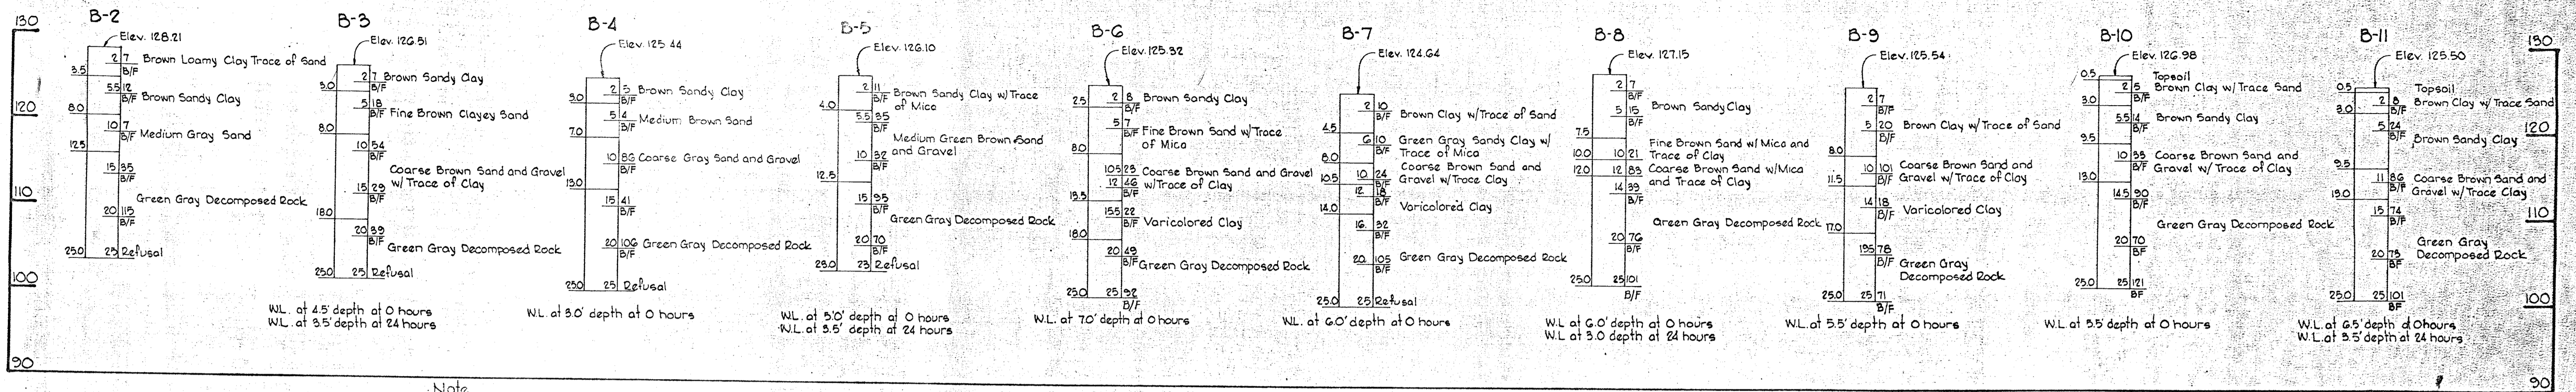 130
120
110
100
90
B-2
Elev. 128.21
2 7 Brown Loamy Clay Trace of Sand
B/F
3.5
5.5 12
B/F Brown Sandy Clay
8.0
10 7
B/F Medium Gray Sand
12.5
15 35
B/F
Green Gray Decomposed Rock
20 115
B/F
25.0 23 Refusal
B-3
Elev. 126.51
2 7 Brown Sandy Clay
B/F
3.0
5 18
B/F Fine Brown Clayey Sand
8.0
10 54
B/F
Coarse Brown Sand and Gravel
w/ Trace of Clay
15 29
B/F
18.0
20 39
B/F
Green Gray Decomposed Rock
25.0 25 Refusal
W.L. at 4.5' depth at 0 hours
W.L. at 3.5' depth at 24 hours
B-4
Elev. 125.44
2 5 Brown Sandy Clay
B/F
3.0
5 4
B/F Medium Brown Sand
7.0
10 86 Coarse Gray Sand and Gravel
B/F
13.0
15 41
B/F
20 106 Green Gray Decomposed Rock
B/F
25.0 25 Refusal
W.L. at 3.0' depth at 0 hours
B-5
Elev. 126.10
2 11
B/F Brown Sandy Clay w/Trace
of Mica
4.0
5.5 35
B/F
Medium Green Brown Sand
and Gravel
10 32
B/F
12.5
15 95
B/F
Green Gray Decomposed Rock
20 70
B/F
23.0 23 Refusal
W.L. at 5.0' depth at 0 hours
W.L. at 3.5' depth at 24 hours
B-6
Elev. 125.32
2 8 Brown Sandy Clay
B/F
2.5
5 7
B/F Fine Brown Sand w/Trace
of Mica
8.0
10.5 23 Coarse Brown Sand and Gravel
B/F w/Trace of Clay
12 46
B/F
13.5
15.5 22
B/F Varicolored Clay
18.0
20 49
B/F Green Gray Decomposed Rock
25.0 25 92
B/F
W.L. at 7.0' depth at 0 hours
B-7
Elev. 124.64
2 10
B/F Brown Clay w/Trace of Sand
4.5
6 10 Green Gray Sandy Clay w/
B/F Trace of Mica
8.0
Coarse Brown Sand and
10.5 10 24 Gravel w/Trace Clay
B/F
12 18
B/F
Varicolored Clay
14.0
16. 32
B/F
20 105 Green Gray Decomposed Rock
B/F
25.0 25 Refusal
W.L. at 6.0' depth at 0 hours
B-8
Elev. 127.15
2 7
B/F
5 15 Brown Sandy Clay
B/F
7.5
Fine Brown Sand w/ Mica and
10.0 10 21 Trace of Clay
12.0 12 83 Coarse Brown Sand w/Mica
and Trace of Clay
14 39
B/F
Green Gray Decomposed Rock
20 76
B/F
25.0 25 101
B/F
W.L at 6.0' depth at 0 hours
W.L at 3.0 depth at 24 hours
B-9
Elev. 125.54
2 7
B/F
5 20 Brown Clay w/Trace of Sand
B/F
8.0
10 101 Coarse Brown Sand and
B/F Gravel w/Trace of Clay
11.5
14 18
B/F Varicolored Clay
17.0
19.5 78
B/F Green Gray
Decomposed Rock
25.0 25 71
B/F
W.L. at 5.5' depth at 0 hours
B-10
Elev. 126.98
0.5 Topsoil
2 5 Brown Clay w/Trace Sand
B/F
3.0
5.5 14 Brown Sandy Clay
B/F
9.5
10 55 Coarse Brown Sand and
B/F Gravel w/Trace of Clay
13.0
14.5 90
B/F
Green Gray Decomposed Rock
20 70
B/F
25.0 25 121
BF
W.L. at 5.5' depth at 0 hours
B-11
Elev. 125.50
0.5 Topsoil
2 8 Brown Clay w/Trace Sand
B/F
3.0
5 24
B/F Brown Sandy Clay
9.5
11 86 Coarse Brown Sand and
B/F Gravel w/Trace Clay
13.0
15 74
B/F
Green Gray
Decomposed Rock
20 73
BF
25.0 25 101
BF
W.L. at 6.5' depth at 0 hours
W.L. at 3.5' depth at 24 hours
130
120
110
100
90
Note